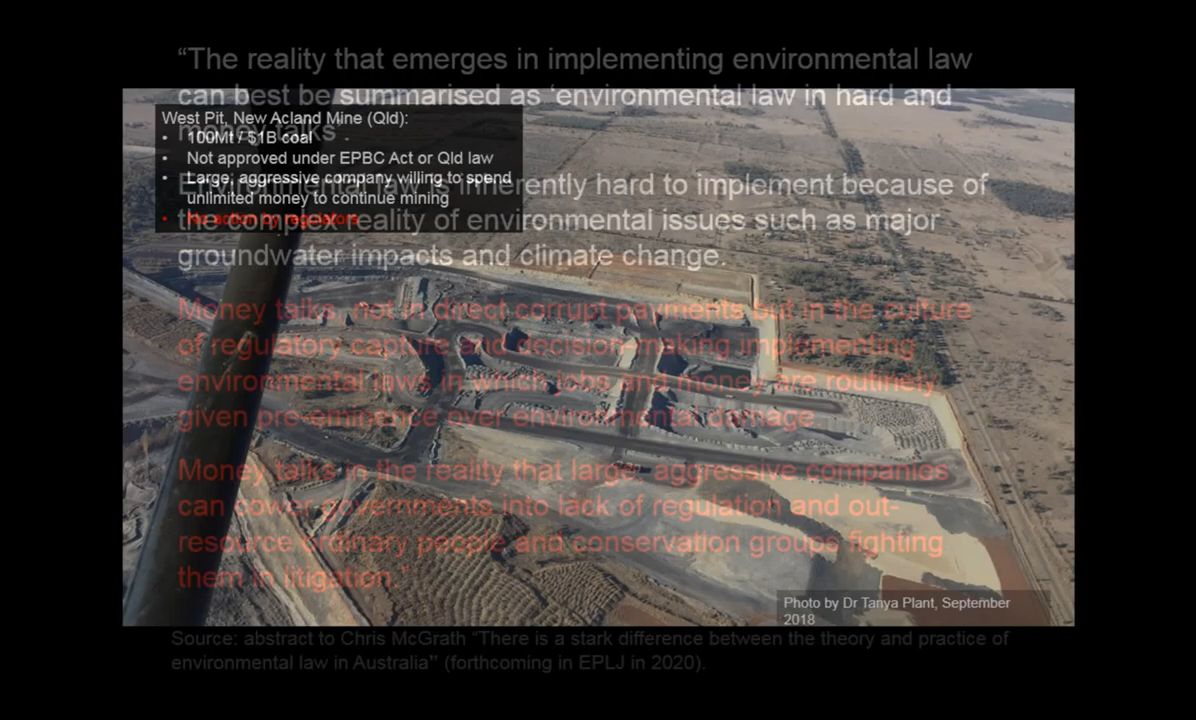 “The reality that emerges in implementing environmental law
can best be summarised as ‘environmental law in hard and
money talks’.
Environmental law is inherently hard to implement because of
the complex reality of environmental issues such as major
groundwater impacts and climate change.
Money talks, not in direct corrupt payments but in the culture
of regulatory capture and decision-making implementing
environmental laws in which jobs and money are routinely
given pre-eminence over environmental damage.
Money talks in the reality that large, aggressive companies
can cower governments into lack of regulation and out-
resource ordinary people and conservation groups fighting
them in litigation.”
Source: abstract to Chris McGrath “There is a stark difference between the theory and practice of
environmental law in Australia” (forthcoming in EPLJ in 2020).
West Pit, New Acland Mine (Qld):
• 100Mt / $1B coal
• Not approved under EPBC Act or Qld law
• Large, aggressive company willing to spend
unlimited money to continue mining
• No action by regulators
Photo by Dr Tanya Plant, September
2018